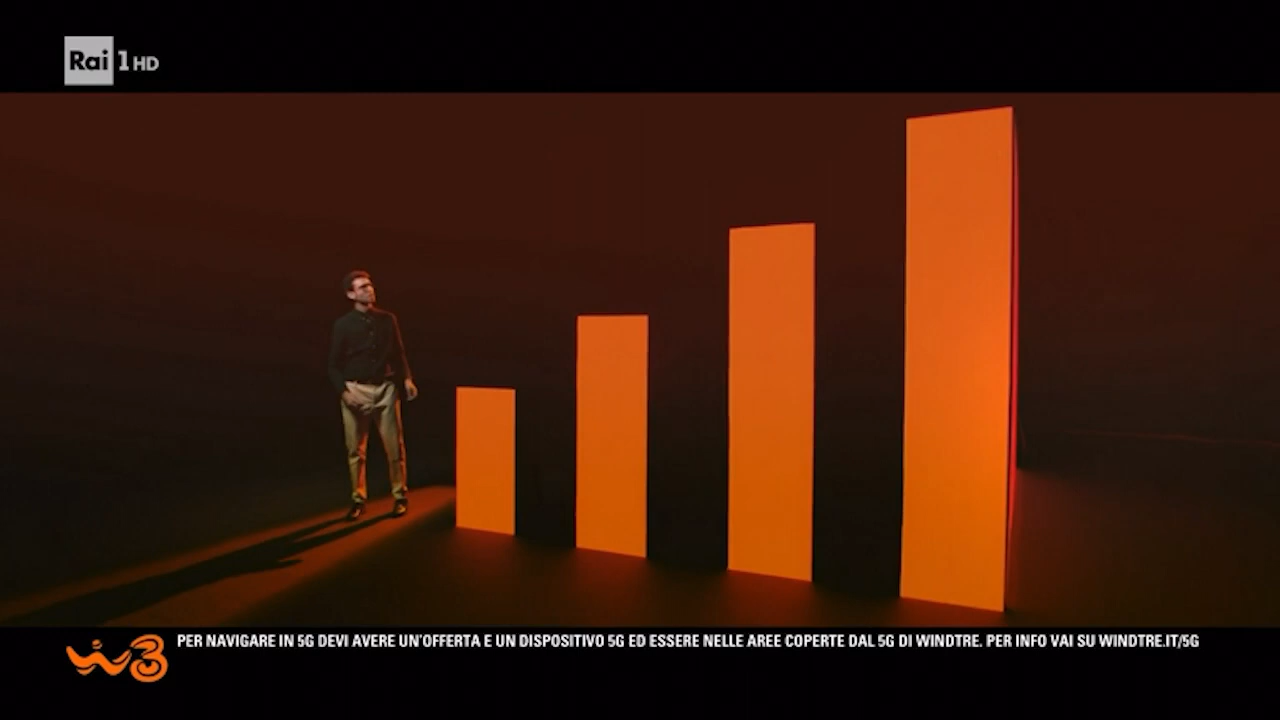 Rai 1 HD
W3
PER NAVIGARE IN 5G DEVI AVERE UN'OFFERTA E UN DISPOSITIVO 5G ED ESSERE NELLE AREE COPERTE DAL 5G DI WINDTRE. PER INFO VAI SU WINDTRE.IT/5G